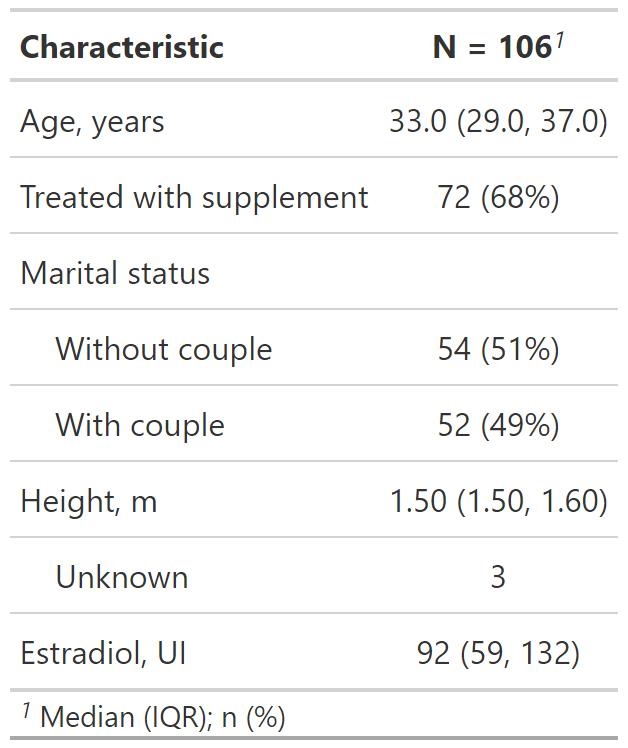 Characteristic N = 106¹
Age, years 33.0 (29.0, 37.0)
Treated with supplement 72 (68%)
Marital status
Without couple 54 (51%)
With couple 52 (49%)
Height, m 1.50 (1.50, 1.60)
Unknown 3
Estradiol, UI 92 (59, 132)
¹ Median (IQR); n (%)